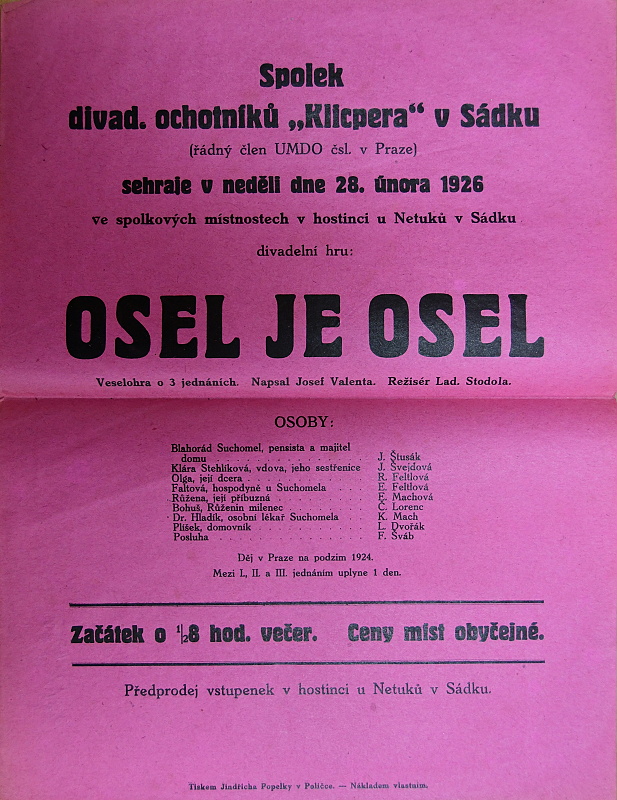 Spolek
divad. ochotníků „Klicpera“ v Sádku
(řádný člen UMDO čsl. v Praze)
sehraje v neděli dne 28. února 1926
ve spolkových místnostech v hostinci u Netuků v Sádku
divadelní hru:
OSEL JE OSEL
Veselohra o 3 jednáních. Napsal Josef Valenta. Režisér Lad. Stodola.
OSOBY:
Blahorád Suchomel, pensista a majitel
domu . . . . . . . . . . . . . . . J. Štusák
Klára Stehlíková, vdova, jeho sestřenice J. Švejdová
Olga, její dcera . . . . . . . . . . . R. Feltlová
Faltová, hospodyně u Suchomela . . . E. Feltlová
Růžena, její příbuzná . . . . . . . . E. Machová
Bohuš, Růženin milenec . . . . . . . Č. Lorenc
Dr. Hladík, osobní lékař Suchomela . . K. Mach
Plíšek, domovník . . . . . . . . . . L. Dvořák
Posluha . . . . . . . . . . . . . . F. Šváb
Děj v Praze na podzim 1924.
Mezi I., II. a III. jednáním uplyne 1 den.
Začátek o ½8 hod. večer. Ceny míst obyčejné.
Předprodej vstupenek v hostinci u Netuků v Sádku.
Tiskem Jindřicha Popelky v Poličce. — Nákladem vlastním.